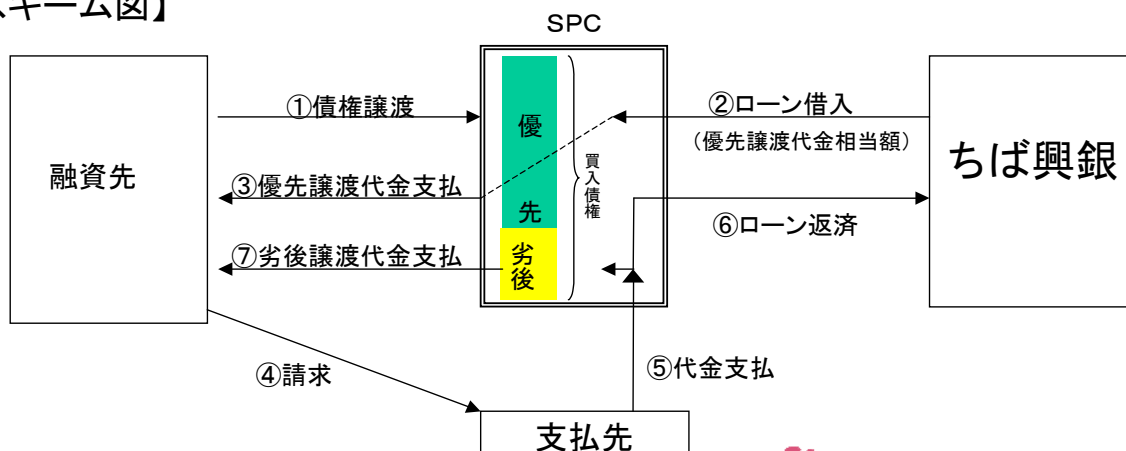 スキーム図】
SPC
①債権譲渡
②ローン借入
(優先譲渡代金相当額)
優先
買入債権
融資先
ちば興銀
③優先譲渡代金支払
⑥ローン返済
⑦劣後譲渡代金支払
劣後
④請求
⑤代金支払
支払先